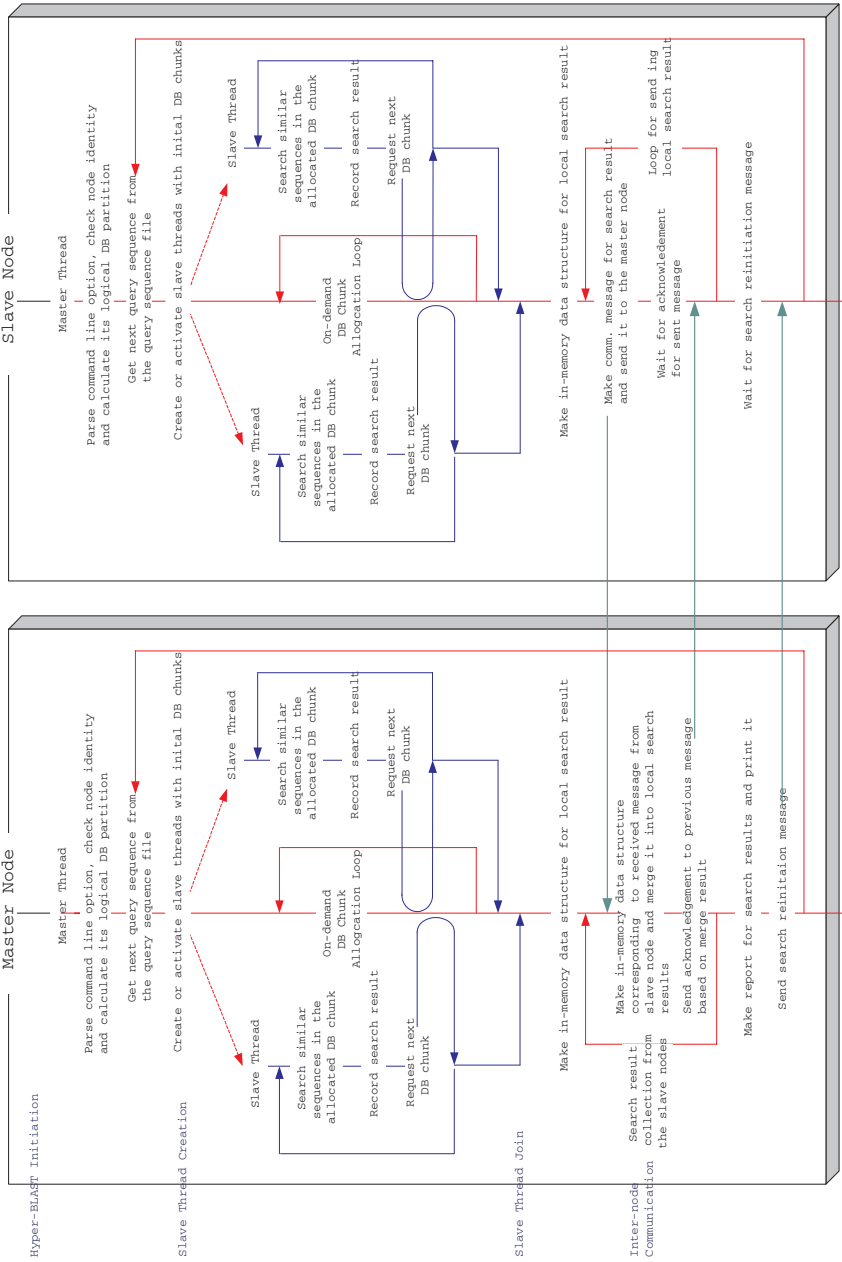 Hyper-BLAST Initiation
Slave Thread Creation
Slave Thread Join
Inter-node
Communication
Master Node
Master Thread
Parse command line option, check node identity
and calculate its logical DB partition
Get next query sequence from
the query sequence file
Create or activate slave threads with inital DB chunks
Slave Thread
Search similar
sequences in the
allocated DB chunk
Record search result
Request next
DB chunk
On-demand
DB Chunk
Allogcation Loop
Slave Thread
Search similar
sequences in the
allocated DB chunk
Record search result
Request next
DB chunk
Make in-memory data structure for local search result
Search result
collection from
the slave nodes
Make in-memory data structure
corresponding to received message from
slave node and merge it into local search
results
Send acknowledgement to previous message
based on merge result
Make report for search results and print it
Send search reinitaion message
Slave Node
Master Thread
Parse command line option, check node identity
and calculate its logical DB partition
Get next query sequence from
the query sequence file
Create or activate slave threads with inital DB chunks
Slave Thread
Search similar
sequences in the
allocated DB chunk
Record search result
Request next
DB chunk
On-demand
DB Chunk
Allogcation Loop
Slave Thread
Search similar
sequences in the
allocated DB chunk
Record search result
Request next
DB chunk
Make in-memory data structure for local search result
Make comm. message for search result
and send it to the master node
Loop for send ing
local search result
Wait for acknowledement
for sent message
Wait for search reinitiation message